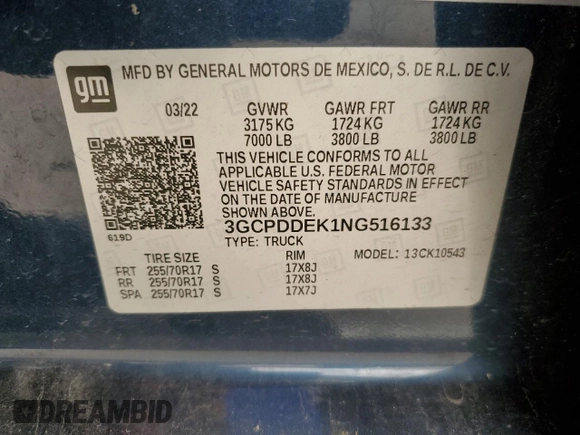 gm
MFD BY GENERAL MOTORS DE MEXICO, S. DE R.L. DE C.V.
03/22 GVWR GAWR FRT GAWR RR
3175 KG 1724 KG 1724 KG
7000 LB 3800 LB 3800 LB
THIS VEHICLE CONFORMS TO ALL
APPLICABLE U.S. FEDERAL MOTOR
VEHICLE SAFETY STANDARDS IN EFFECT
ON THE DATE OF MANUFACTURE
SHOWN ABOVE.
619D
3GCPDDEK1NG516133
TYPE: TRUCK MODEL: 13CK10543
TIRE SIZE RIM
FRT 255/70R17 S 17X8J
RR 255/70R17 S 17X8J
SPA 255/70R17 S 17X7J
DREAMBID